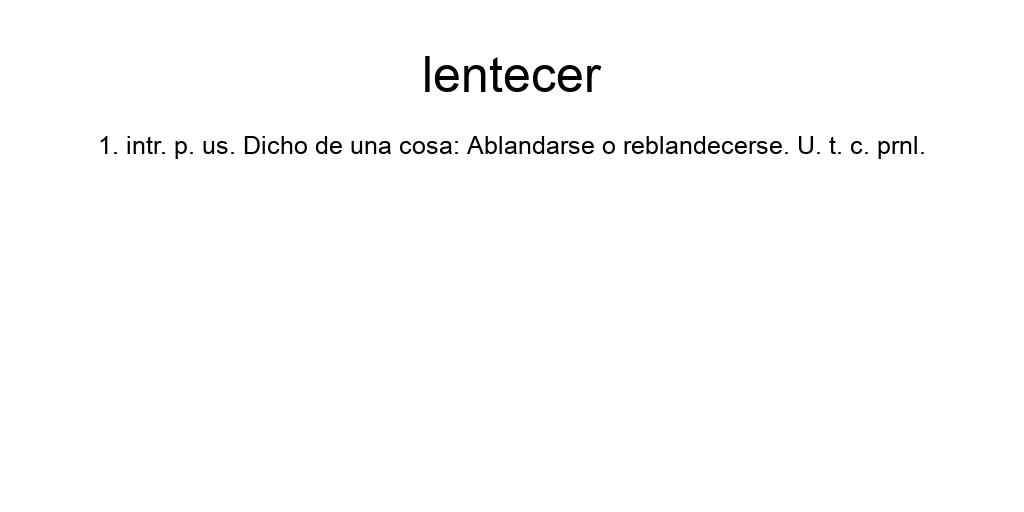 lentecer
1. intr. p. us. Dicho de una cosa: Ablandarse o reblandecerse. U. t. c. prnl.